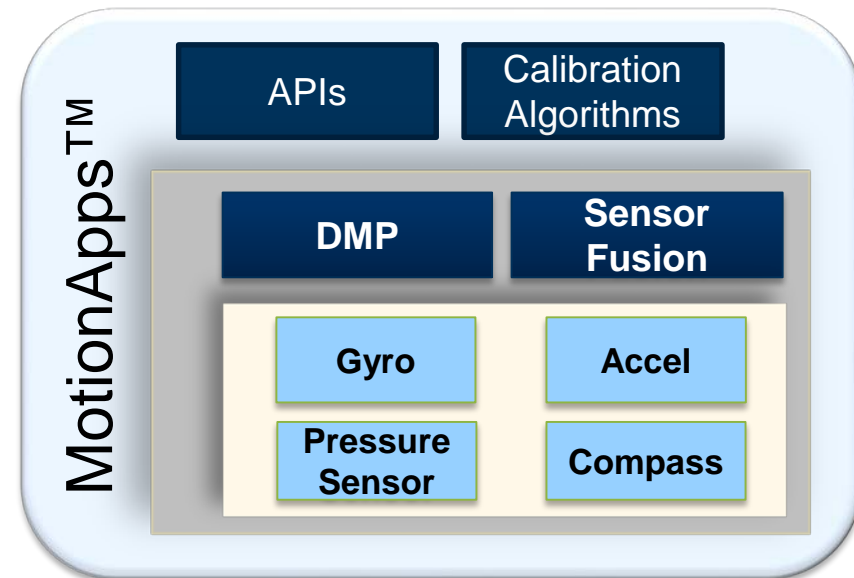 MotionApps™
APIs
Calibration
Algorithms
DMP
Sensor
Fusion
Gyro
Accel
Pressure
Sensor
Compass